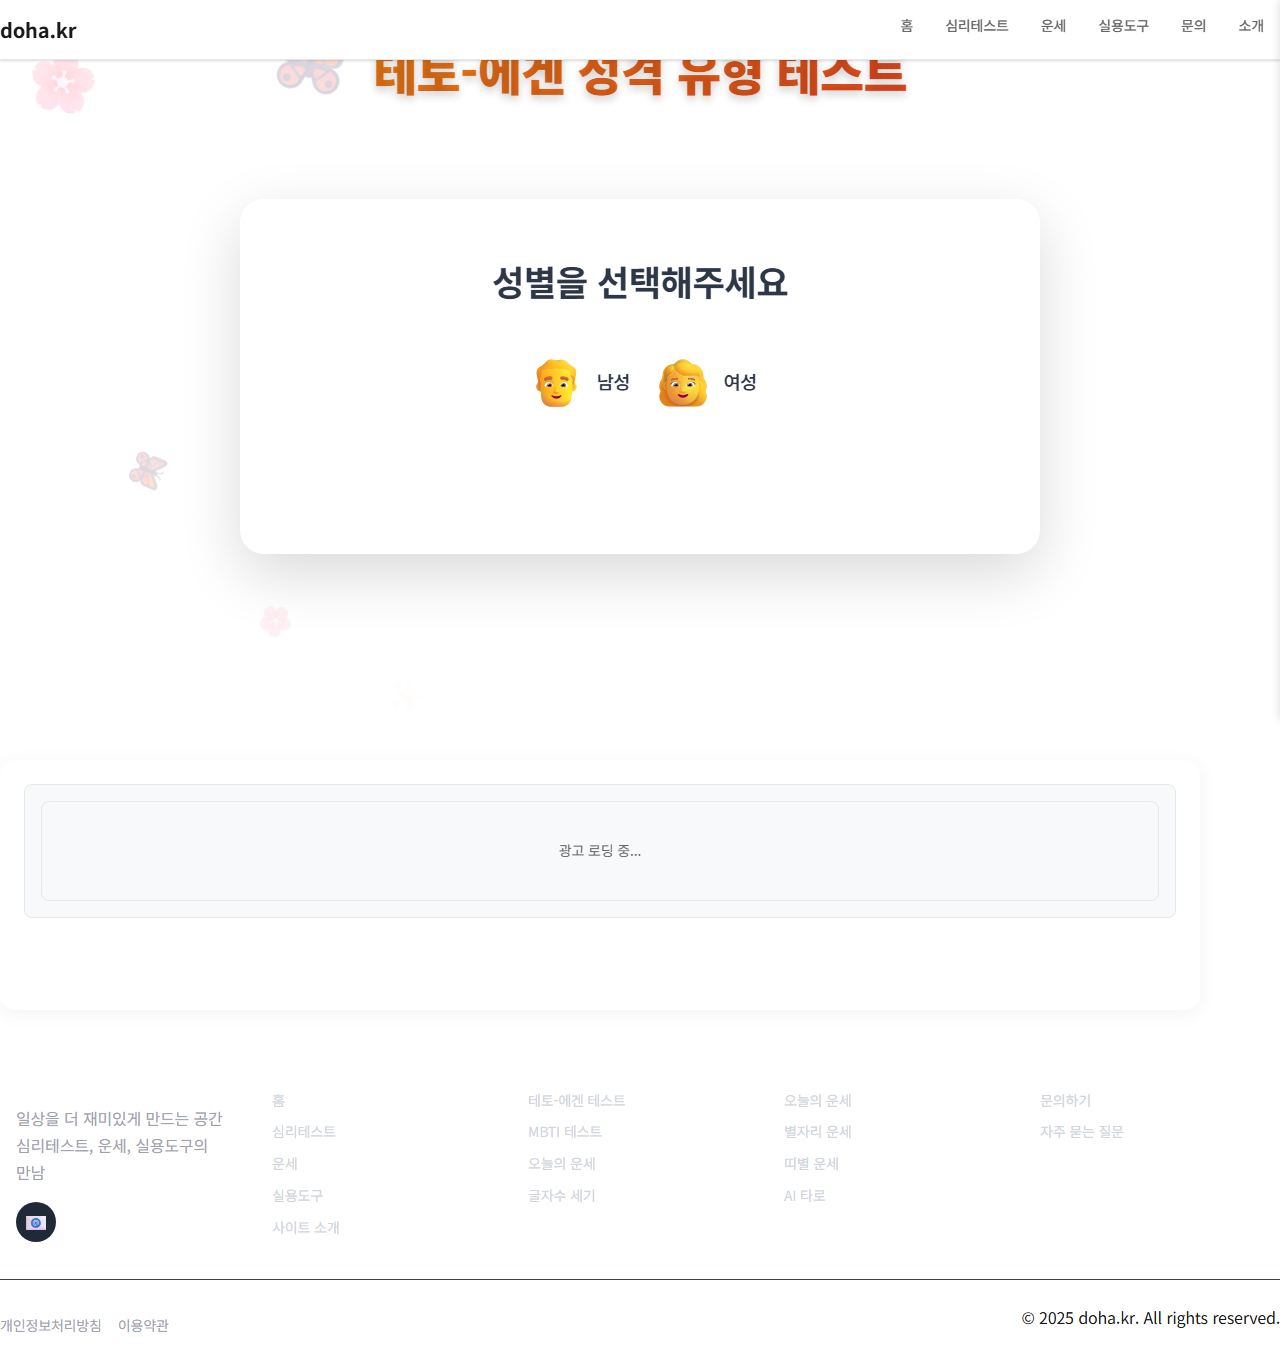 doha.kr
홈 심리테스트 운세 실용도구 문의 소개
테토-에겐 성격 유형 테스트
성별을 선택해주세요
남성 여성
광고 로딩 중...
일상을 더 재미있게 만드는 공간
심리테스트, 운세, 실용도구의
만남
홈
심리테스트
운세
실용도구
사이트 소개
테토-에겐 테스트
MBTI 테스트
오늘의 운세
글자수 세기
오늘의 운세
별자리 운세
띠별 운세
AI 타로
문의하기
자주 묻는 질문
개인정보처리방침 이용약관
© 2025 doha.kr. All rights reserved.